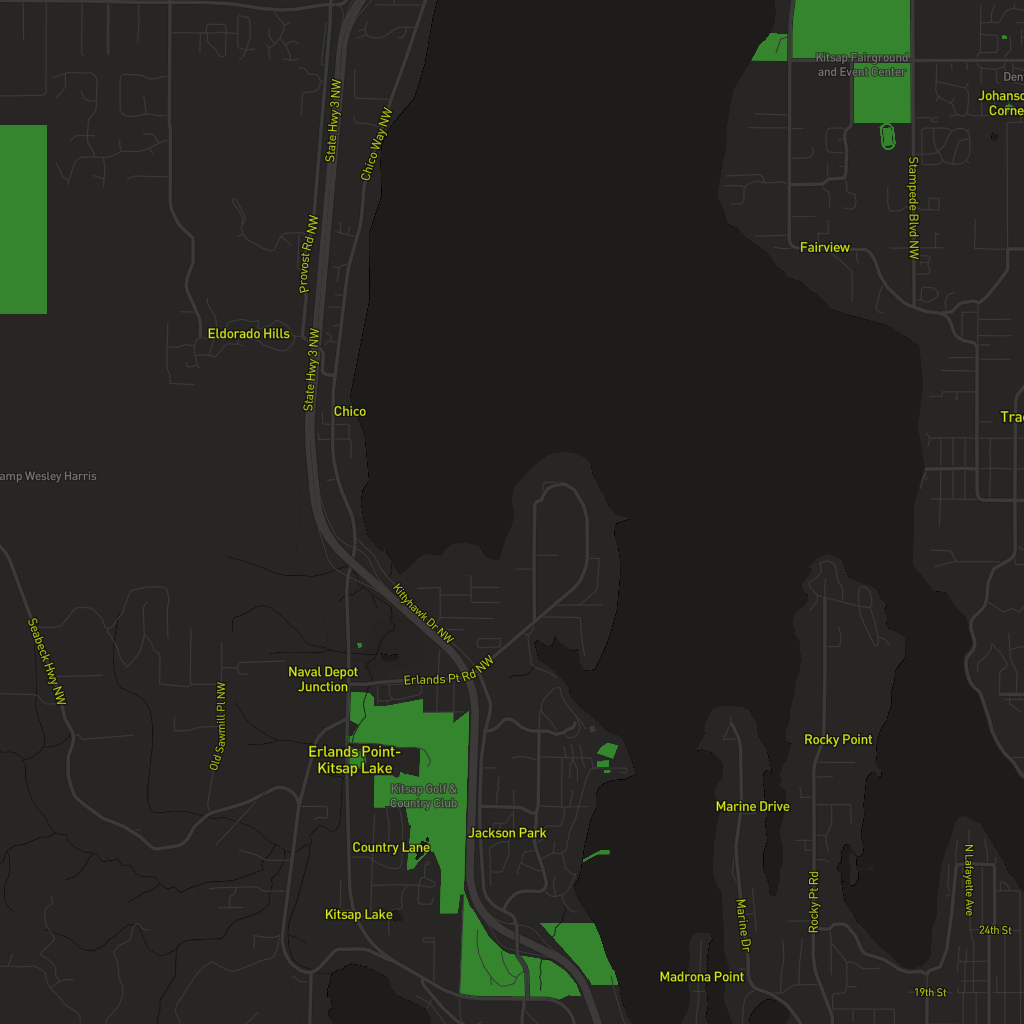 Kitsap Fairground
and Event Center
Johanso
Corne
State Hwy 3 NW
Chico Way NW
Stampede Blvd NW
Provost Rd NW
Fairview
Eldorado Hills
State Hwy 3 NW
Chico
amp Wesley Harris
Kittyhawk Dr NW
Seabeck Hwy NW
Naval Depot
Junction
Erlands Pt Rd NW
Old Sawmill Pl NW
Erlands Point-
Kitsap Lake
Rocky Point
Kitsap Golf &
Country Club
Marine Drive
Jackson Park
Country Lane
N Lafayette Ave
Rocky Pt Rd
Kitsap Lake
Marine Dr
24th St
Madrona Point
19th St